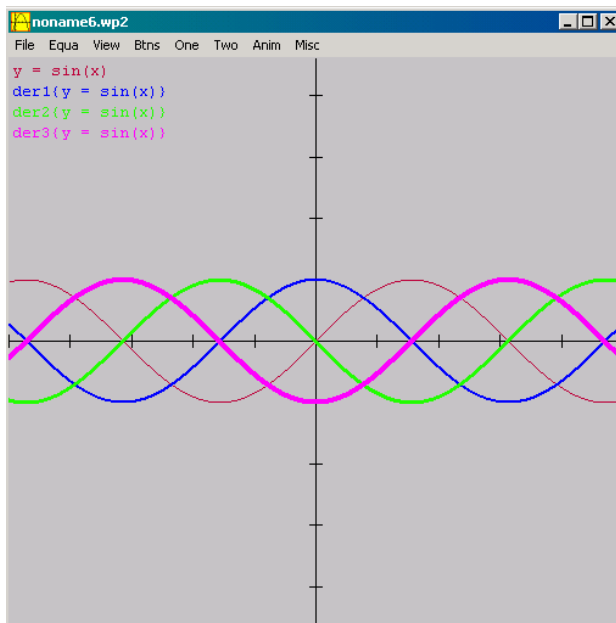 noname6.wp2
File Equa View Btns One Two Anim Misc
y = sin(x)
der1{y = sin(x)}
der2{y = sin(x)}
der3{y = sin(x)}